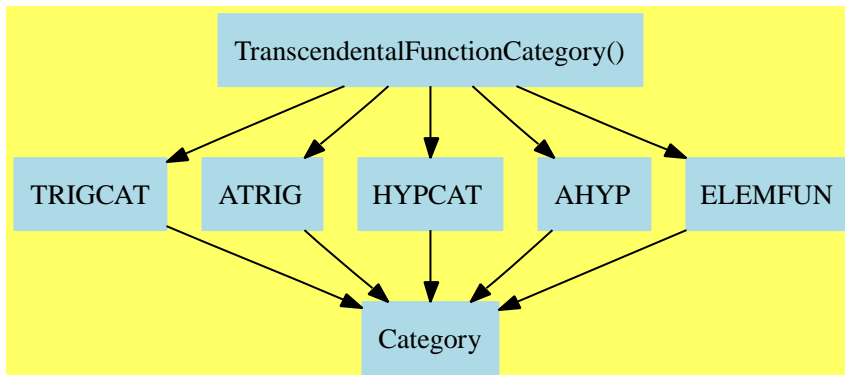 TranscendentalFunctionCategory()
TRIGCAT
ATRIG
HYPCAT
AHYP
ELEMFUN
Category